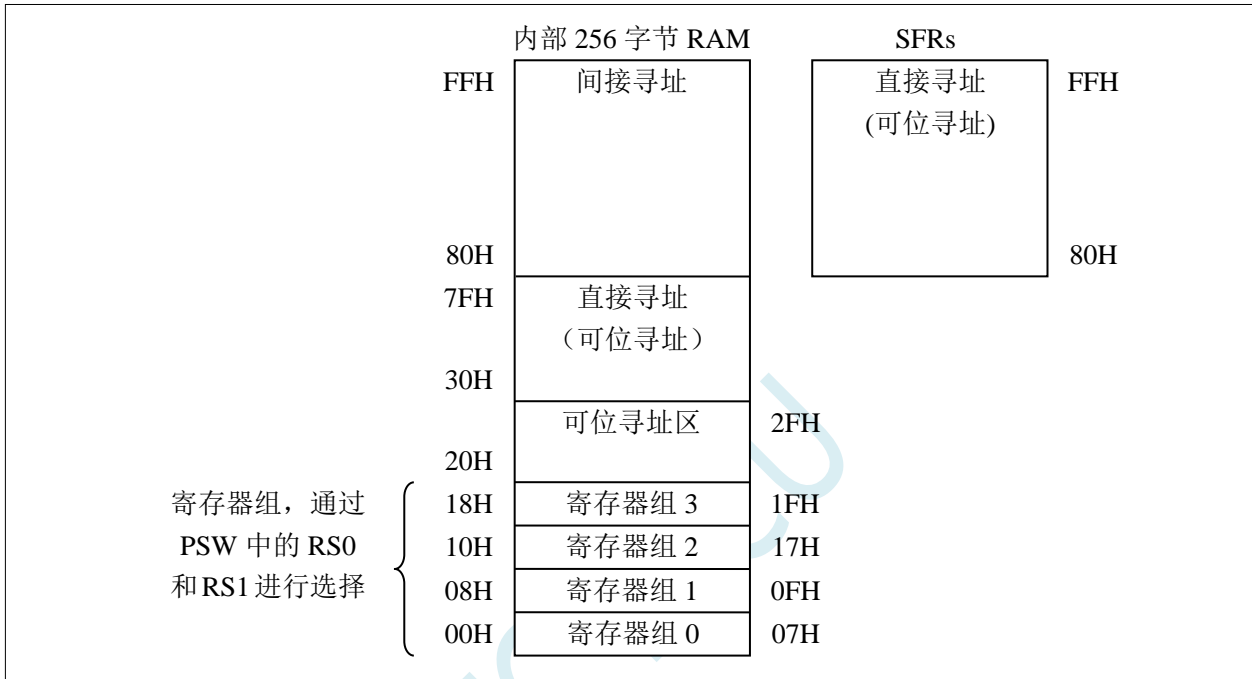 内部 256 字节 RAM SFRs
FFH 间接寻址 直接寻址 FFH
(可位寻址)
80H 80H
7FH 直接寻址
（可位寻址）
30H
可位寻址区 2FH
20H
寄存器组，通过 18H 寄存器组 3 1FH
PSW 中的 RS0 10H 寄存器组 2 17H
和 RS1 进行选择 08H 寄存器组 1 0FH
00H 寄存器组 0 07H